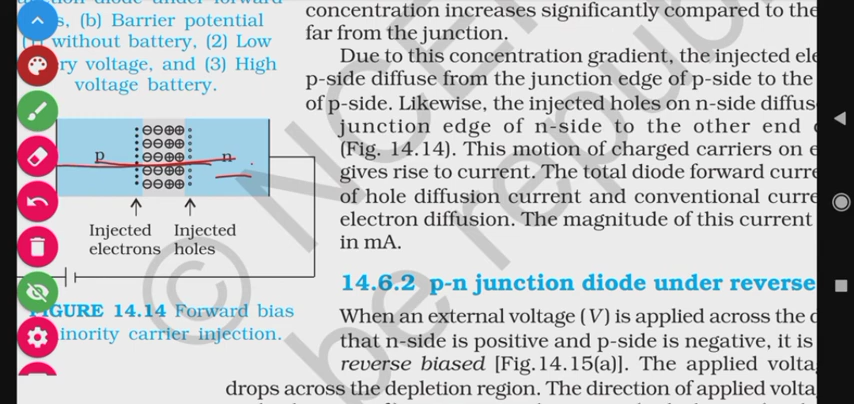 , (b) Barrier potential
without battery, (2) Low
voltage, and (3) High
voltage battery.
p
n
Injected
electrons
Injected
holes
FIGURE 14.14 Forward bias
inority carrier injection.
concentration increases significantly compared to the
far from the junction.
Due to this concentration gradient, the injected ele
p-side diffuse from the junction edge of p-side to the
of p-side. Likewise, the injected holes on n-side diffus
junction edge of n-side to the other end
(Fig. 14.14). This motion of charged carriers on e
gives rise to current. The total diode forward curre
of hole diffusion current and conventional curre
electron diffusion. The magnitude of this current
in mA.
14.6.2 p-n junction diode under reverse
When an external voltage (V) is applied across the d
that n-side is positive and p-side is negative, it is
reverse biased [Fig.14.15(a)]. The applied volta
drops across the depletion region. The direction of applied volta
© NCE
be repu